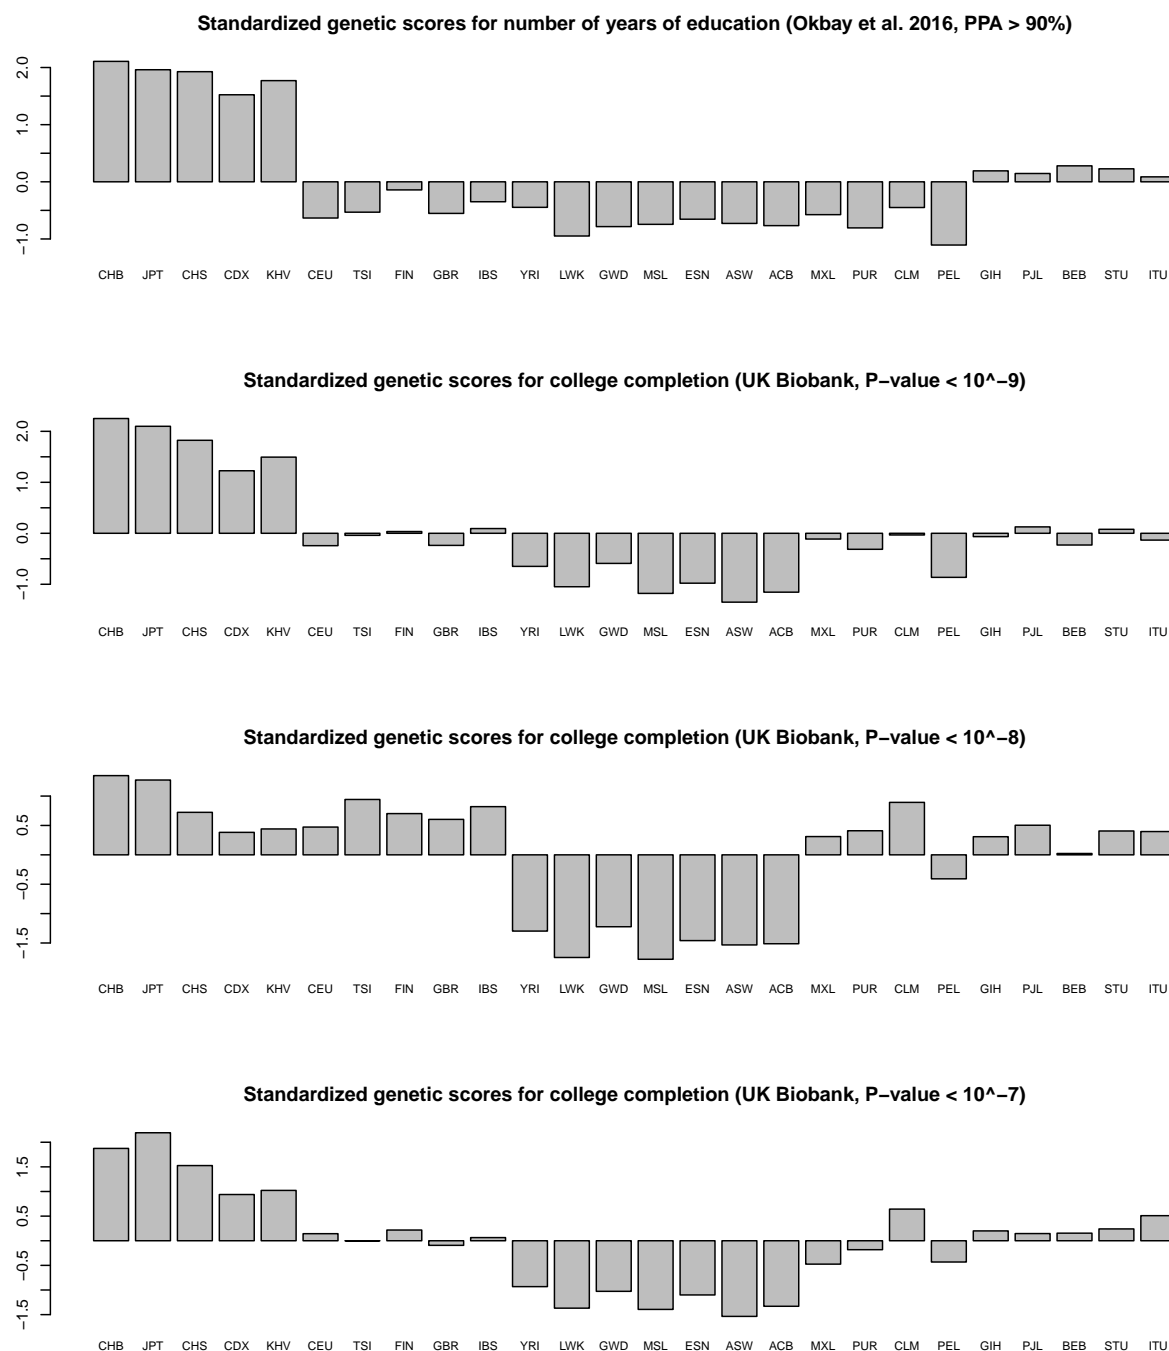 Standardized genetic scores for number of years of education (Okbay et al. 2016, PPA > 90%)
2.0
1.0
0.0
−1.0
CHB JPT CHS CDX KHV CEU TSI FIN GBR IBS YRI LWK GWD MSL ESN ASW ACB MXL PUR CLM PEL GIH PJL BEB STU ITU
Standardized genetic scores for college completion (UK Biobank, P−value < 10^−9)
2.0
1.0
0.0
−1.0
CHB JPT CHS CDX KHV CEU TSI FIN GBR IBS YRI LWK GWD MSL ESN ASW ACB MXL PUR CLM PEL GIH PJL BEB STU ITU
Standardized genetic scores for college completion (UK Biobank, P−value < 10^−8)
0.5
−0.5
−1.5
CHB JPT CHS CDX KHV CEU TSI FIN GBR IBS YRI LWK GWD MSL ESN ASW ACB MXL PUR CLM PEL GIH PJL BEB STU ITU
Standardized genetic scores for college completion (UK Biobank, P−value < 10^−7)
1.5
0.5
−0.5
−1.5
CHB JPT CHS CDX KHV CEU TSI FIN GBR IBS YRI LWK GWD MSL ESN ASW ACB MXL PUR CLM PEL GIH PJL BEB STU ITU